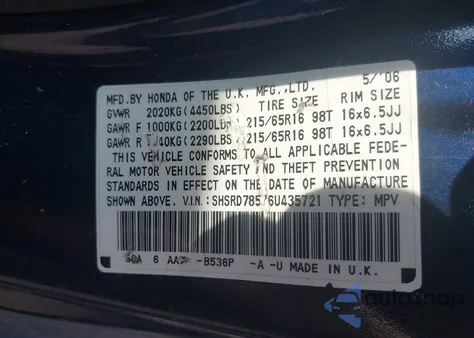 MFD.BY HONDA OF THE U.K. MFG.,LTD. 5/'06
GVWR 2020KG(4450LBS) TIRE SIZE RIM SIZE
GAWR F 1000KG(2200LBS) 215/65R16 98T 16x6.5JJ
GAWR R (2290LBS) 215/65R16 98T 16x6.5JJ
THIS VEHICLE CONFORMS TO ALL APPLICABLE FEDE-
RAL MOTOR VEHICLE SAFETY AND THEFT PREVENTION
STANDARDS IN EFFECT ON THE DATE OF MANUFACTURE
SHOWN ABOVE. V.I.N.: TYPE: MPV
6 -B536P -A -U MADE IN U.K.
autosnap